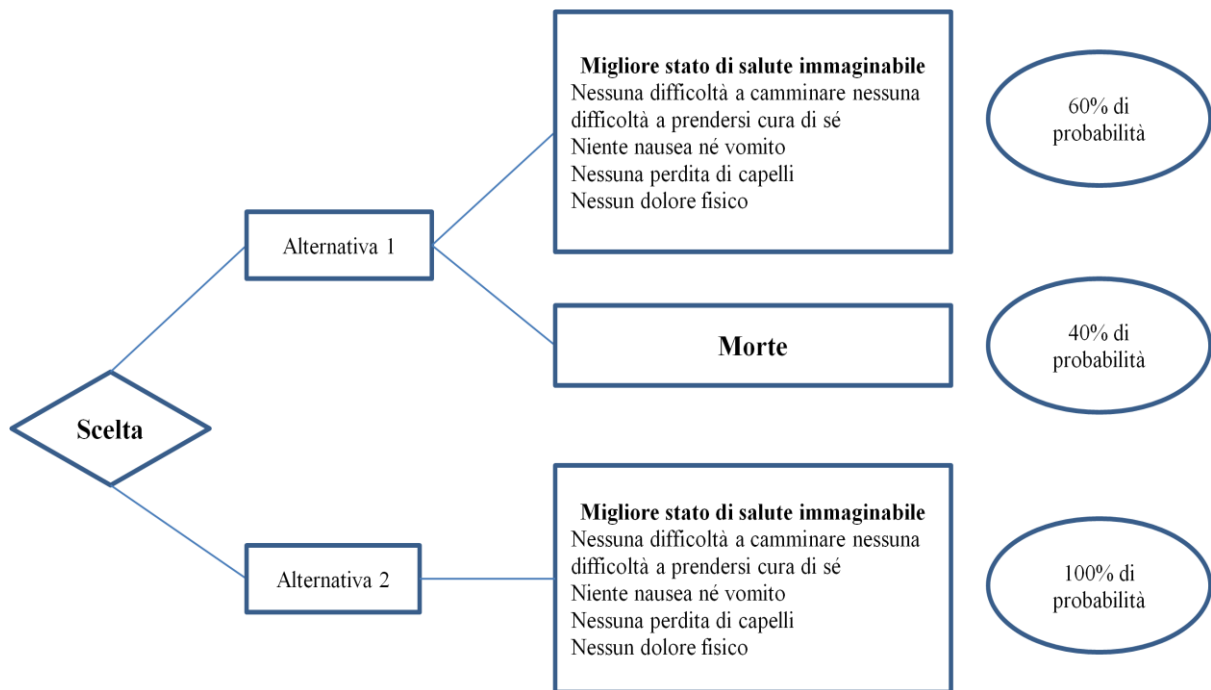 Migliore stato di salute immaginabile
Nessuna difficoltà a camminare nessuna
difficoltà a prendersi cura di sé
Niente nausea né vomito
Nessuna perdita di capelli
Nessun dolore fisico
60% di
probabilità
Alternativa 1
Morte
40% di
probabilità
Scelta
Migliore stato di salute immaginabile
Nessuna difficoltà a camminare nessuna
difficoltà a prendersi cura di sé
Niente nausea né vomito
Nessuna perdita di capelli
Nessun dolore fisico
Alternativa 2
100% di
probabilità